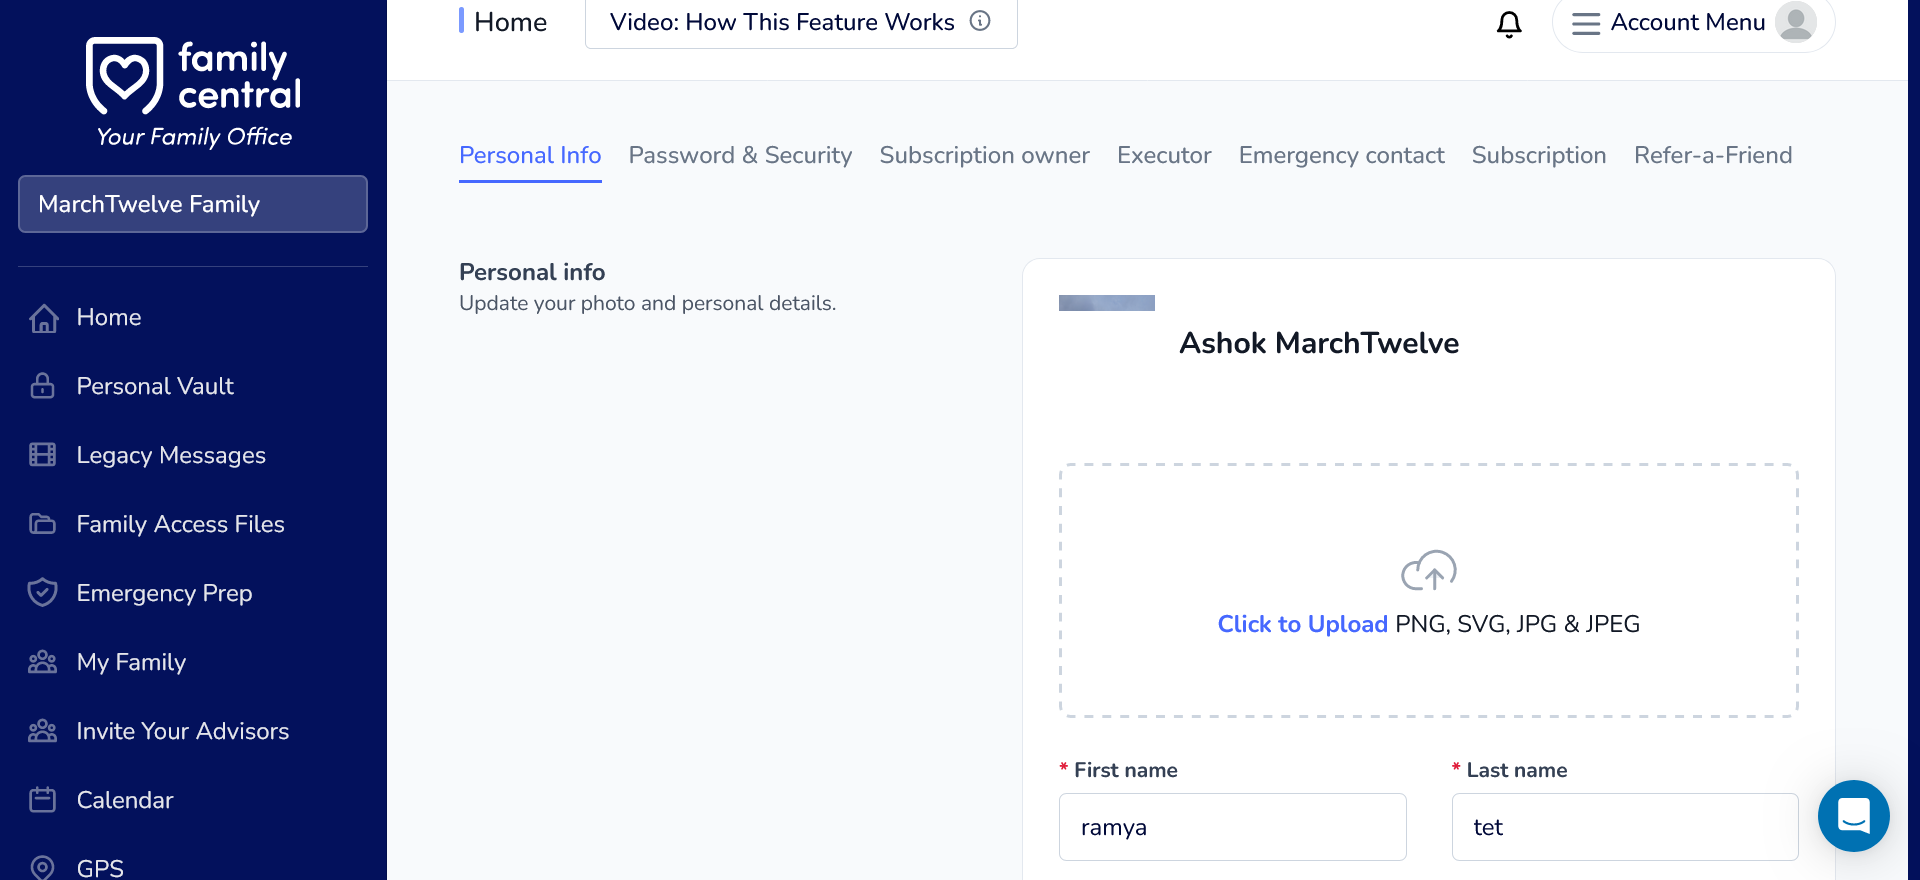 family
central
Your Family Office
MarchTwelve Family
Home
Personal Vault
Legacy Messages
Family Access Files
Emergency Prep
My Family
Invite Your Advisors
Calendar
GPS
Home
Video: How This Feature Works
Account Menu
Personal Info Password & Security Subscription owner Executor Emergency contact Subscription Refer-a-Friend
Personal info
Update your photo and personal details.
Ashok MarchTwelve
Click to Upload PNG, SVG, JPG & JPEG
* First name
ramya
* Last name
tet